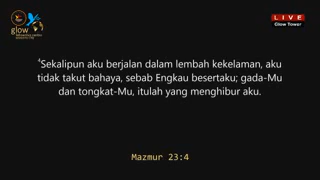 glow
LIVE
Glow Tower
⁴Sekalipun aku berjalan dalam lembah kekelaman, aku
tidak takut bahaya, sebab Engkau besertaku; gada-Mu
dan tongkat-Mu, itulah yang menghibur aku.
Mazmur 23:4